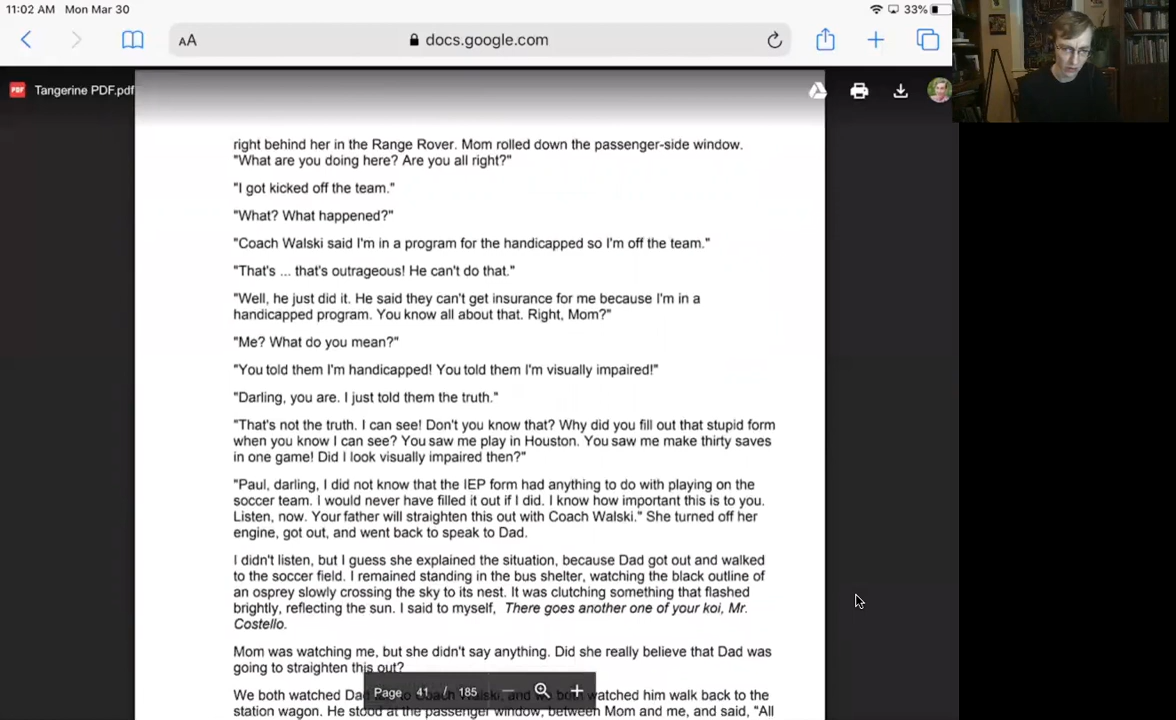 11:02 AM Mon Mar 30
33%
AA
docs.google.com
PDF
Tangerine PDF.pdf
right behind her in the Range Rover. Mom rolled down the passenger-side window.
"What are you doing here? Are you all right?"
"I got kicked off the team."
"What? What happened?"
"Coach Walski said I'm in a program for the handicapped so I'm off the team."
"That's ... that's outrageous! He can't do that."
"Well, he just did it. He said they can't get insurance for me because I'm in a
handicapped program. You know all about that. Right, Mom?"
"Me? What do you mean?"
"You told them I'm handicapped! You told them I'm visually impaired!"
"Darling, you are. I just told them the truth."
"That's not the truth. I can see! Don't you know that? Why did you fill out that stupid form
when you know I can see? You saw me play in Houston. You saw me make thirty saves
in one game! Did I look visually impaired then?"
"Paul, darling, I did not know that the IEP form had anything to do with playing on the
soccer team. I would never have filled it out if I did. I know how important this is to you.
Listen, now. Your father will straighten this out with Coach Walski." She turned off her
engine, got out, and went back to speak to Dad.
I didn't listen, but I guess she explained the situation, because Dad got out and walked
to the soccer field. I remained standing in the bus shelter, watching the black outline of
an osprey slowly crossing the sky to its nest. It was clutching something that flashed
brightly, reflecting the sun. I said to myself, There goes another one of your koi, Mr.
Costello.
Mom was watching me, but she didn't say anything. Did she really believe that Dad was
going to straighten this out?
We both watched Dad Walski, and we both watched him walk back to the
station wagon. He stood at the passenger window, between Mom and me, and said, "All
Page 41 / 185